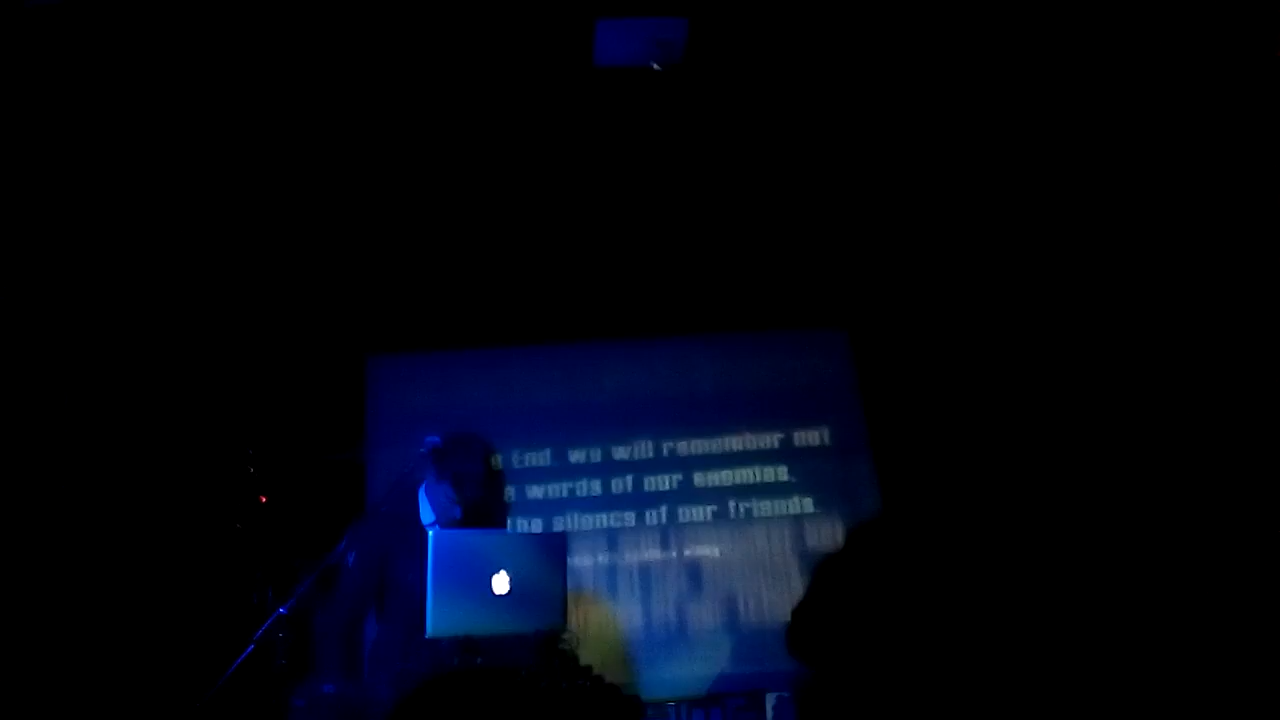 End, we will remember not
words of our enemies,
the silence of our friends.